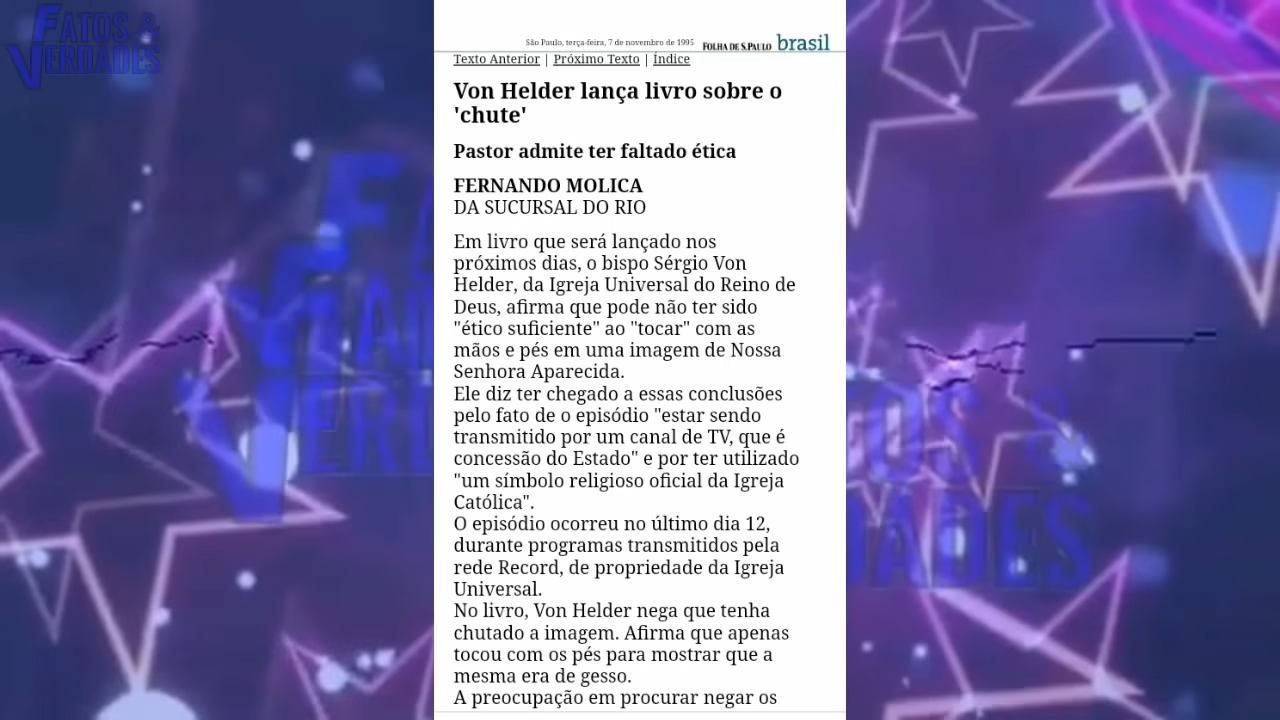 FATOS &
VERDADES
São Paulo, terça-feira, 7 de novembro de 1995 FOLHA DE S.PAULO brasil
Texto Anterior | Próximo Texto | Índice
Von Helder lança livro sobre o
'chute'
Pastor admite ter faltado ética
FERNANDO MOLICA
DA SUCURSAL DO RIO
Em livro que será lançado nos
próximos dias, o bispo Sérgio Von
Helder, da Igreja Universal do Reino de
Deus, afirma que pode não ter sido
"ético suficiente" ao "tocar" com as
mãos e pés em uma imagem de Nossa
Senhora Aparecida.
Ele diz ter chegado a essas conclusões
pelo fato de o episódio "estar sendo
transmitido por um canal de TV, que é
concessão do Estado" e por ter utilizado
"um símbolo religioso oficial da Igreja
Católica".
O episódio ocorreu no último dia 12,
durante programas transmitidos pela
rede Record, de propriedade da Igreja
Universal.
No livro, Von Helder nega que tenha
chutado a imagem. Afirma que apenas
tocou com os pés para mostrar que a
mesma era de gesso.
A preocupação em procurar negar os